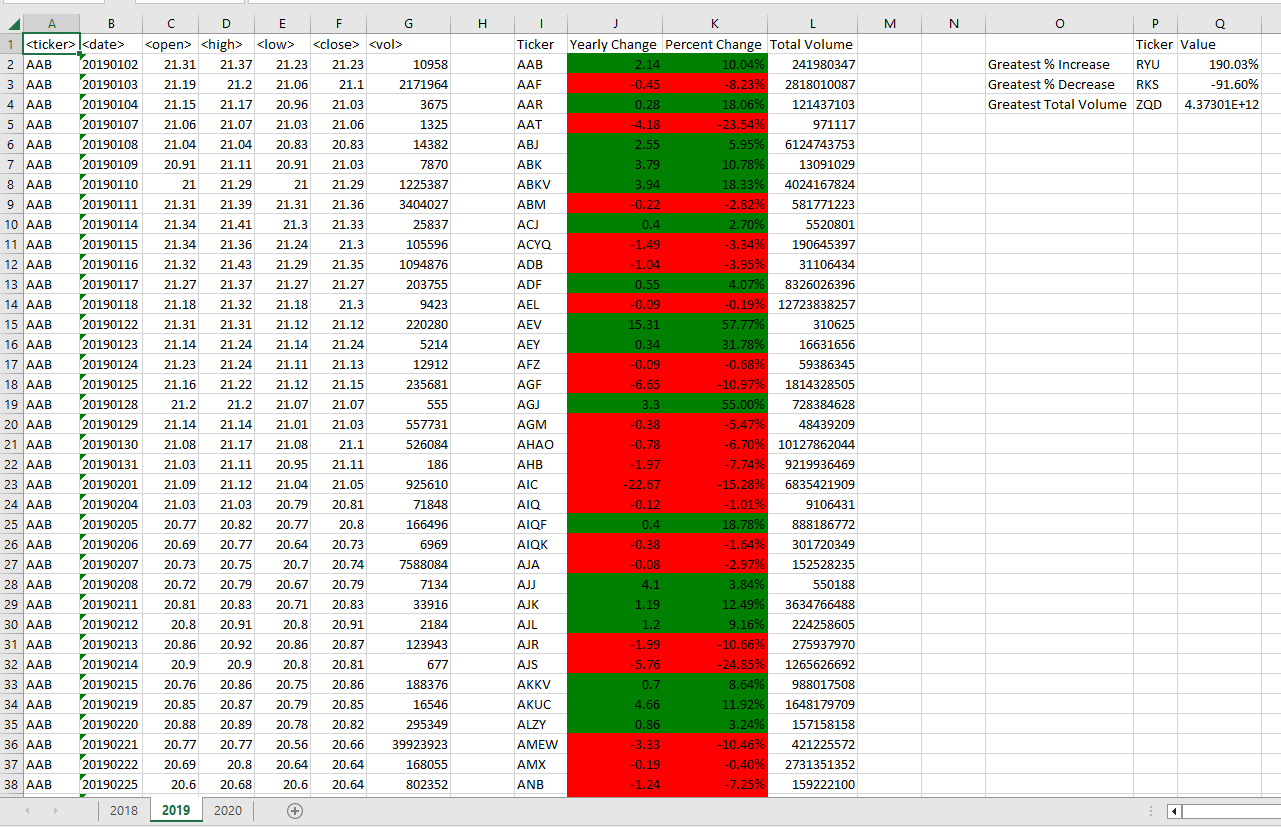 A B C D E F G H I J K L M N O P Q
1 <ticker> <date> <open> <high> <low> <close> <vol> Ticker Yearly Change Percent Change Total Volume Ticker Value
2 AAB 20190102 21.31 21.37 21.23 21.23 10958 AAB 2.14 10.04% 241980347 Greatest % Increase RYU 190.03%
3 AAB 20190103 21.19 21.2 21.06 21.1 2171964 AAF -0.45 -8.23% 2818010087 Greatest % Decrease RKS -91.60%
4 AAB 20190104 21.15 21.17 20.96 21.03 3675 AAR 0.28 18.06% 121437103 Greatest Total Volume ZQD 4.37301E+12
5 AAB 20190107 21.06 21.07 21.03 21.06 1325 AAT -4.18 -23.54% 971117
6 AAB 20190108 21.04 21.04 20.83 20.83 14382 ABJ 2.55 5.95% 6124743753
7 AAB 20190109 20.91 21.11 20.91 21.03 7870 ABK 3.79 10.78% 13091029
8 AAB 20190110 21 21.29 21 21.29 1225387 ABKV 3.94 18.33% 4024167824
9 AAB 20190111 21.31 21.39 21.31 21.36 3404027 ABM -0.22 -2.82% 581771223
10 AAB 20190114 21.34 21.41 21.3 21.33 25837 ACJ 0.4 2.70% 5520801
11 AAB 20190115 21.34 21.36 21.24 21.3 105596 ACYQ -1.49 -3.34% 190645397
12 AAB 20190116 21.32 21.43 21.29 21.35 1094876 ADB -1.04 -3.95% 31106434
13 AAB 20190117 21.27 21.37 21.27 21.27 203755 ADF 0.55 4.07% 8326026396
14 AAB 20190118 21.18 21.32 21.18 21.3 9423 AEL -0.09 -0.19% 12723838257
15 AAB 20190122 21.31 21.31 21.12 21.12 220280 AEV 15.31 57.77% 310625
16 AAB 20190123 21.14 21.24 21.14 21.24 5214 AEY 0.34 31.78% 16631656
17 AAB 20190124 21.23 21.24 21.11 21.13 12912 AFZ -0.09 -0.68% 59386345
18 AAB 20190125 21.16 21.22 21.12 21.15 235681 AGF -6.65 -10.97% 1814328505
19 AAB 20190128 21.2 21.2 21.07 21.07 555 AGJ 3.3 55.00% 728384628
20 AAB 20190129 21.14 21.14 21.01 21.03 557731 AGM -0.38 -5.47% 48439209
21 AAB 20190130 21.08 21.17 21.08 21.1 526084 AHAO -0.78 -6.70% 10127862044
22 AAB 20190131 21.03 21.11 20.95 21.11 186 AHB -1.97 -7.74% 9219936469
23 AAB 20190201 21.09 21.12 21.04 21.05 925610 AIC -22.67 -15.28% 6835421909
24 AAB 20190204 21.03 21.03 20.79 20.81 71848 AIQ -0.12 -1.01% 9106431
25 AAB 20190205 20.77 20.82 20.77 20.8 166496 AIQF 0.4 18.78% 888186772
26 AAB 20190206 20.69 20.77 20.64 20.73 6969 AIQK -0.38 -1.64% 301720349
27 AAB 20190207 20.73 20.75 20.7 20.74 7588084 AJA -0.08 -2.97% 152528235
28 AAB 20190208 20.72 20.79 20.67 20.79 7134 AJJ 4.1 3.84% 550188
29 AAB 20190211 20.81 20.83 20.71 20.83 33916 AJK 1.19 12.49% 3634766488
30 AAB 20190212 20.8 20.91 20.8 20.91 2184 AJL 1.2 9.16% 224258605
31 AAB 20190213 20.86 20.92 20.86 20.87 123943 AJR -1.99 -10.66% 275937970
32 AAB 20190214 20.9 20.9 20.8 20.81 677 AJS -5.76 -24.85% 1265626692
33 AAB 20190215 20.76 20.86 20.75 20.86 188376 AKKV 0.7 8.64% 988017508
34 AAB 20190219 20.85 20.87 20.79 20.85 16546 AKUC 4.66 11.92% 1648179709
35 AAB 20190220 20.88 20.89 20.78 20.82 295349 ALZY 0.86 3.24% 157158158
36 AAB 20190221 20.77 20.77 20.56 20.66 39923923 AMEW -3.33 -10.46% 421225572
37 AAB 20190222 20.69 20.8 20.64 20.64 168055 AMX -0.19 -0.40% 2731351352
38 AAB 20190225 20.6 20.68 20.6 20.64 802352 ANB -1.24 -7.25% 159222100
2018 2019 2020